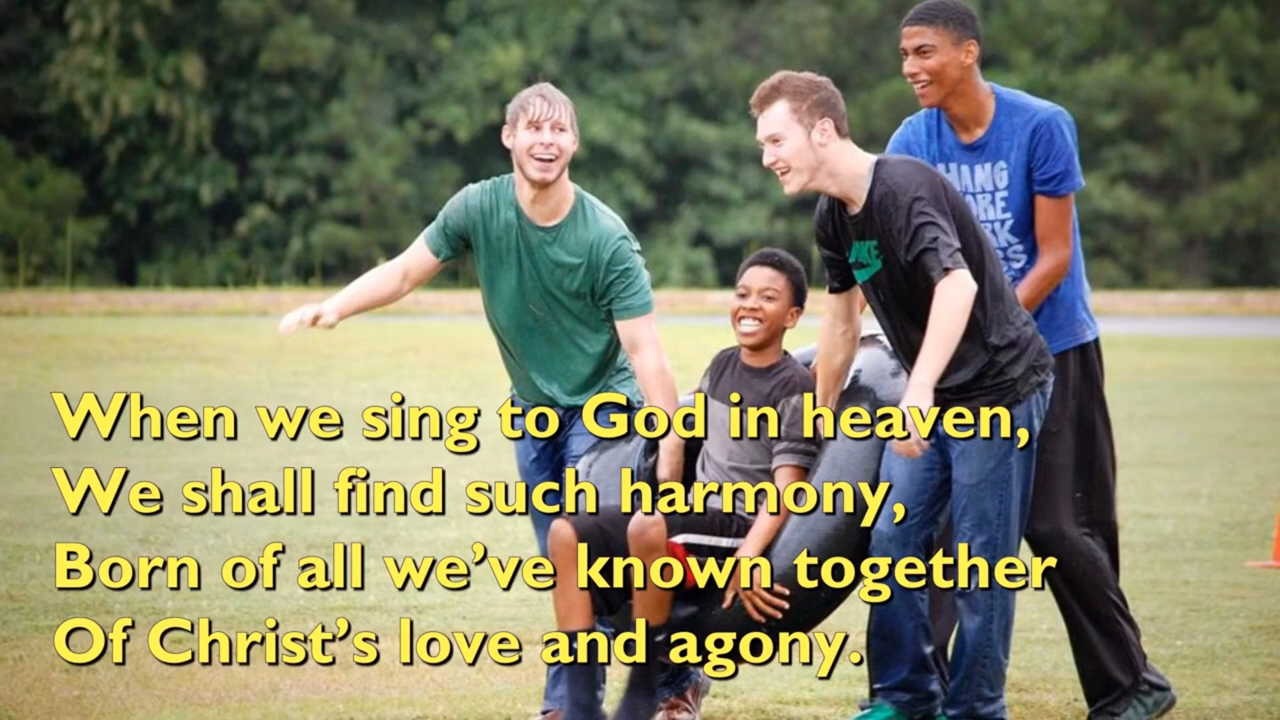 When we sing to God in heaven,
We shall find such harmony,
Born of all we've known together
Of Christ's love and agony.